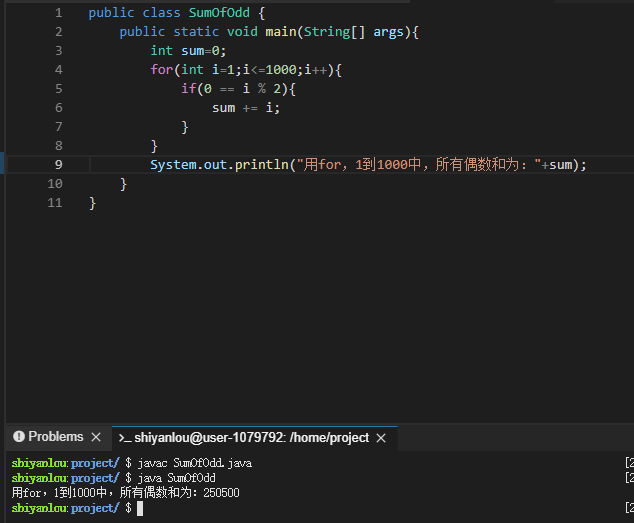 1 public class SumOfOdd {
2 public static void main(String[] args){
3 int sum=0;
4 for(int i=1;i<=1000;i++){
5 if(0 == i % 2){
6 sum += i;
7 }
8 }
9 System.out.println("用for，1到1000中，所有偶数和为："+sum);
10 }
11 }
Problems
shiyanlou@user-1079792: /home/project
shiyanlou:project/ $ javac SumOfOdd.java [2
shiyanlou:project/ $ java SumOfOdd [2
用for，1到1000中，所有偶数和为：250500
shiyanlou:project/ $ [2